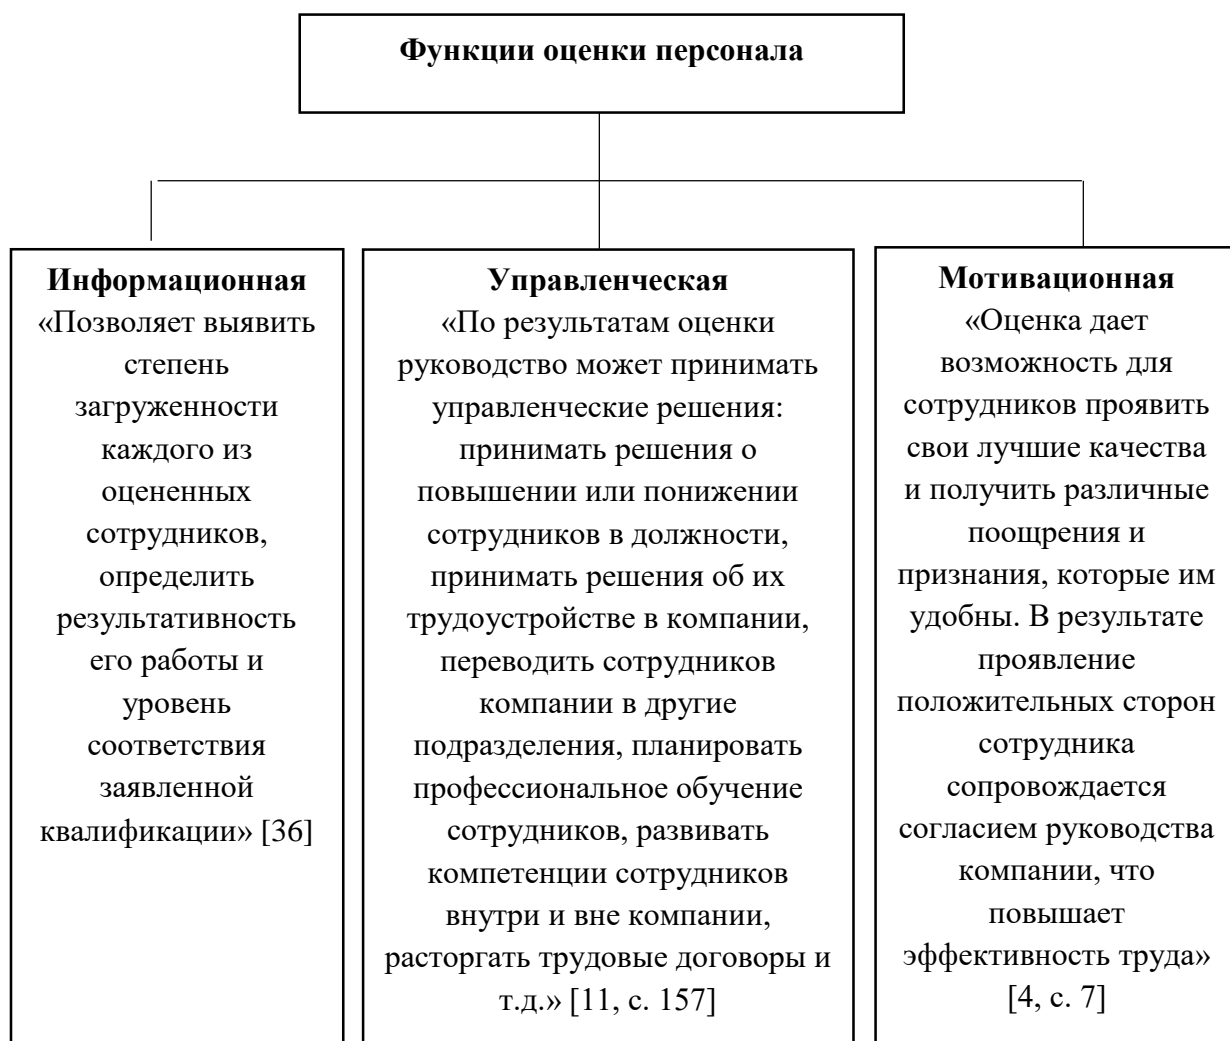 Функции оценки персонала
Информационная
«Позволяет выявить
степень
загруженности
каждого из
оцененных
сотрудников,
определить
результативность
его работы и
уровень
соответствия
заявленной
квалификации» [36]
Управленческая
«По результатам оценки
руководство может принимать
управленческие решения:
принимать решения о
повышении или понижении
сотрудников в должности,
принимать решения об их
трудоустройстве в компании,
переводить сотрудников
компании в другие
подразделения, планировать
профессиональное обучение
сотрудников, развивать
компетенции сотрудников
внутри и вне компании,
расторгать трудовые договоры и
т.д.» [11, с. 157]
Мотивационная
«Оценка дает
возможность для
сотрудников проявить
свои лучшие качества
и получить различные
поощрения и
признания, которые им
удобны. В результате
проявление
положительных сторон
сотрудника
сопровождается
согласием руководства
компании, что
повышает
эффективность труда»
[4, с. 7]